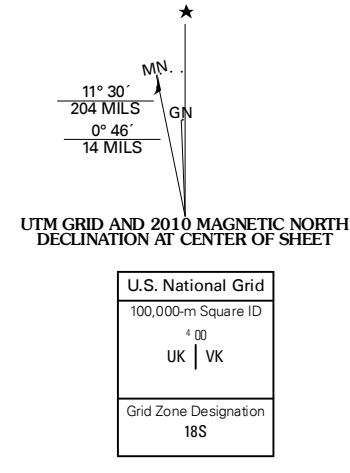 MN
11° 30´
204 MILS
GN
0° 46´
14 MILS
UTM GRID AND 2010 MAGNETIC NORTH
DECLINATION AT CENTER OF SHEET
U.S. National Grid
100,000-m Square ID
4 00
UK VK
Grid Zone Designation
18S